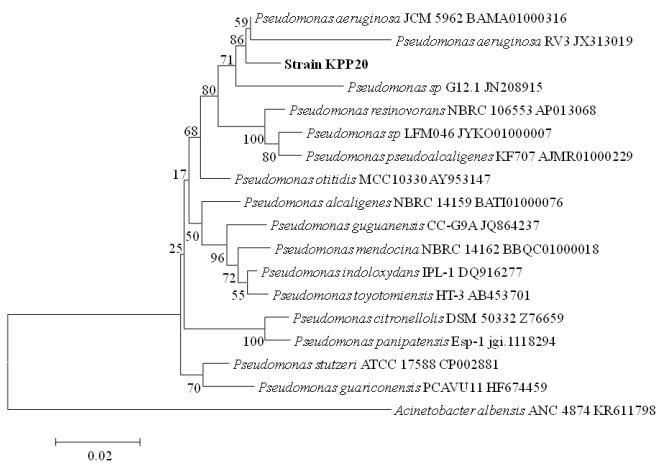 59 Pseudomonas aeruginosa JCM 5962 BAMA01000316
86 Pseudomonas aeruginosa RV3 JX313019
71 Strain KPP20
80 Pseudomonas sp G12.1 JN208915
Pseudomonas resinovorans NBRC 106553 AP013068
68 100 Pseudomonas sp LFM046 JYKO01000007
80 Pseudomonas pseudoalcaligenes KF707 AJMR01000229
17 Pseudomonas otitidis MCC10330 AY953147
Pseudomonas alcaligenes NBRC 14159 BATI01000076
50 Pseudomonas guguanensis CC-G9A JQ864237
25 96 Pseudomonas mendocina NBRC 14162 BBQC01000018
72 Pseudomonas indoloxydans IPL-1 DQ916277
55 Pseudomonas toyotomiensis HT-3 AB453701
Pseudomonas citronellolis DSM 50332 Z76659
100 Pseudomonas panipatensis Esp-1 jgi.1118294
Pseudomonas stutzeri ATCC 17588 CP002881
70 Pseudomonas guariconensis PCAVU11 HF674459
Acinetobacter albensis ANC 4874 KR611798
0.02